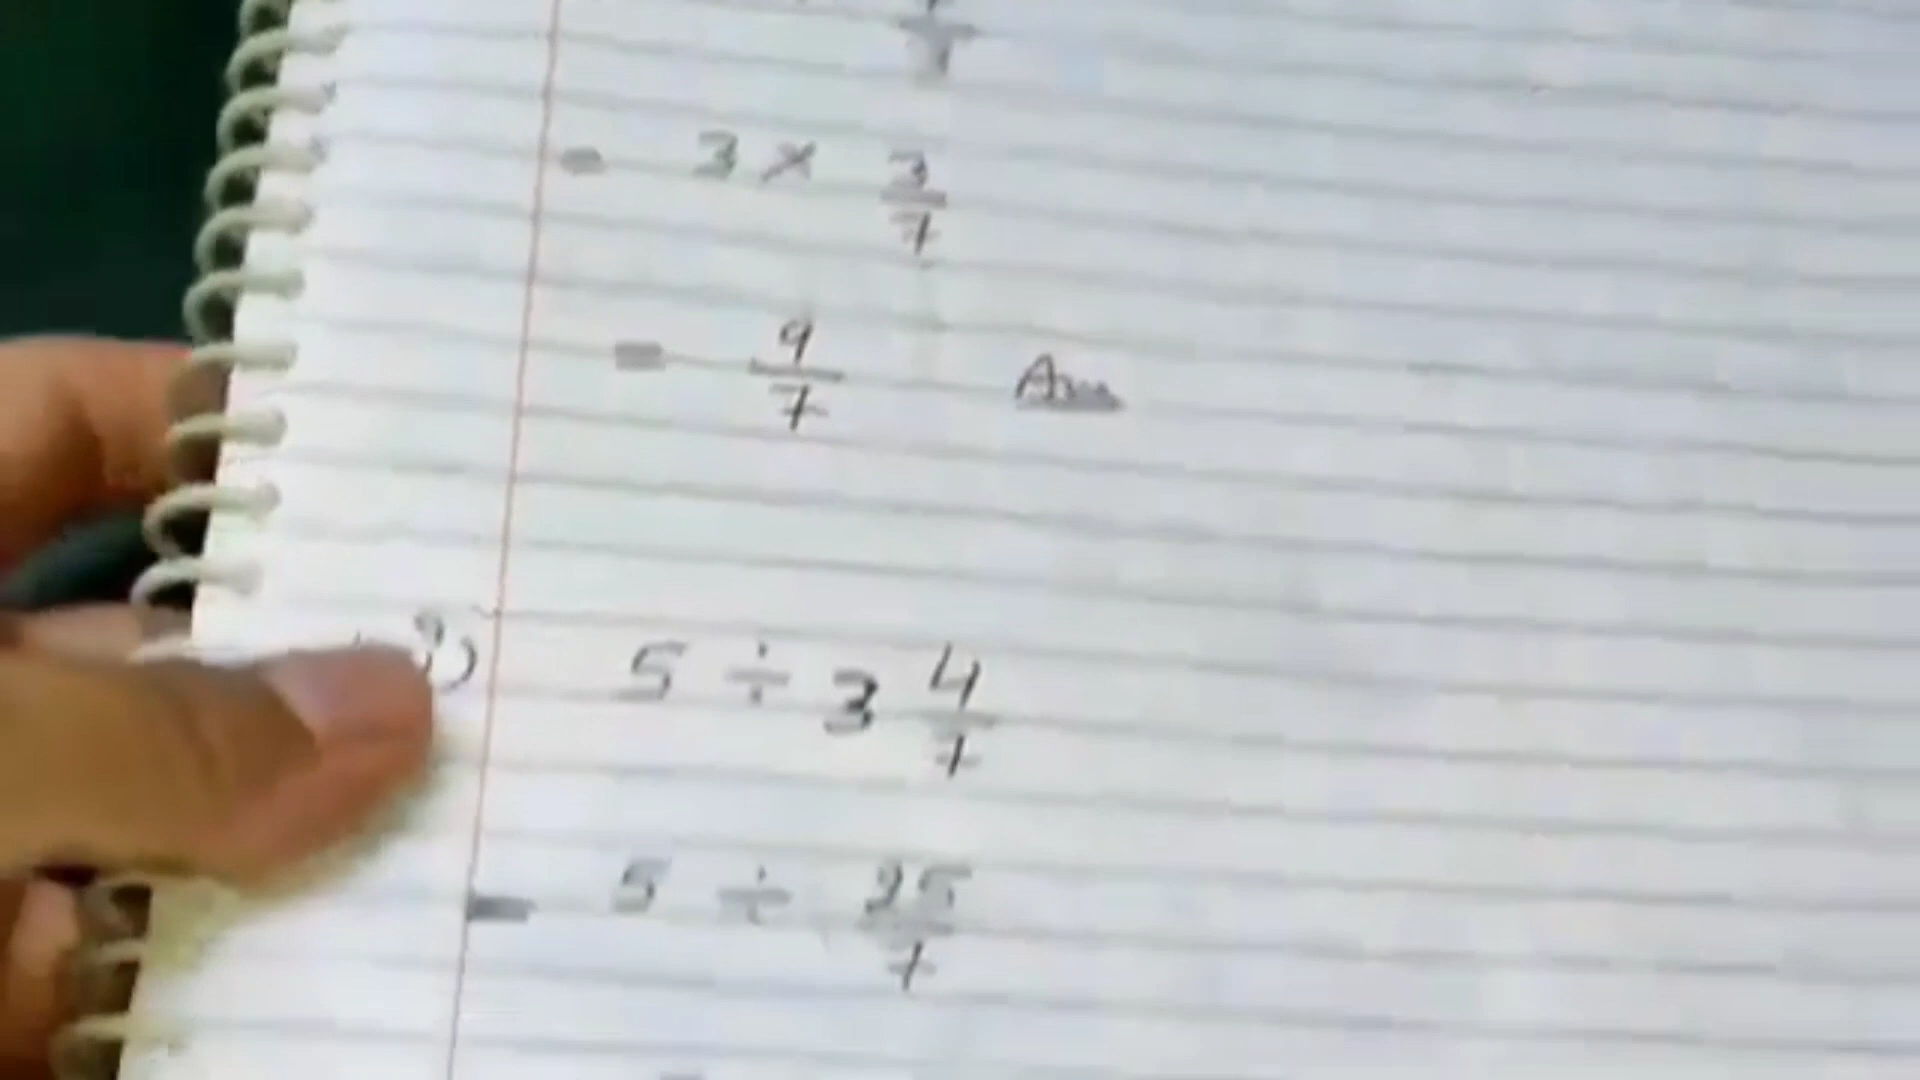 = 3 × 3/7
= 9/7 Ans
5 ÷ 3 4/7
= 5 ÷ 25/7